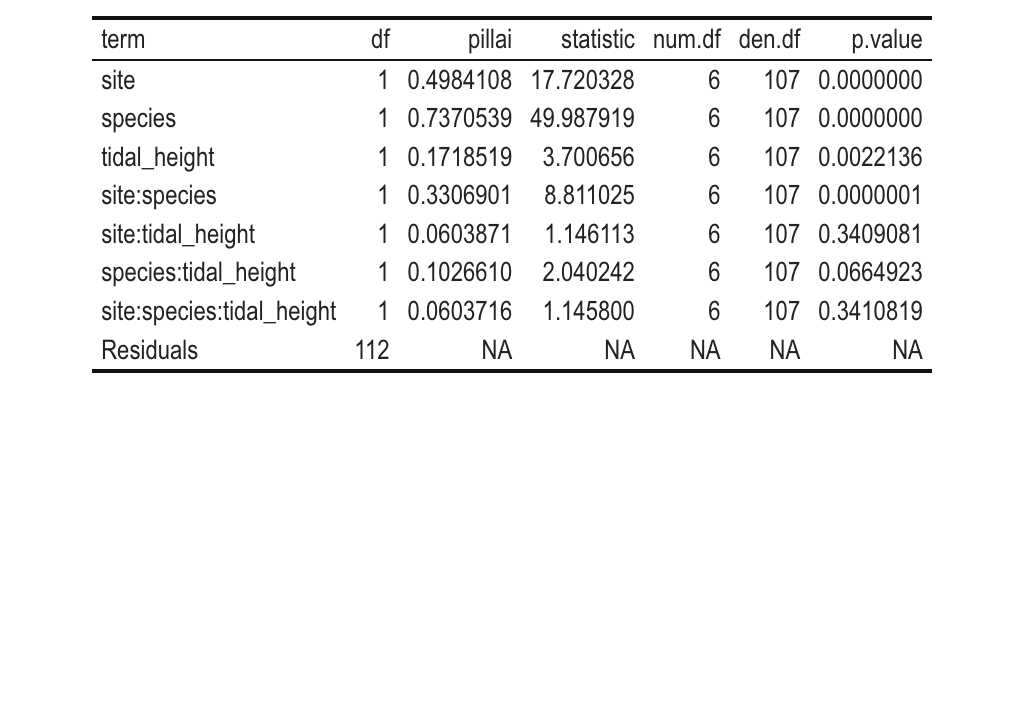 term df pillai statistic num.df den.df p.value
site 1 0.4984108 17.720328 6 107 0.0000000
species 1 0.7370539 49.987919 6 107 0.0000000
tidal_height 1 0.1718519 3.700656 6 107 0.0022136
site:species 1 0.3306901 8.811025 6 107 0.0000001
site:tidal_height 1 0.0603871 1.146113 6 107 0.3409081
species:tidal_height 1 0.1026610 2.040242 6 107 0.0664923
site:species:tidal_height 1 0.0603716 1.145800 6 107 0.3410819
Residuals 112 NA NA NA NA NA